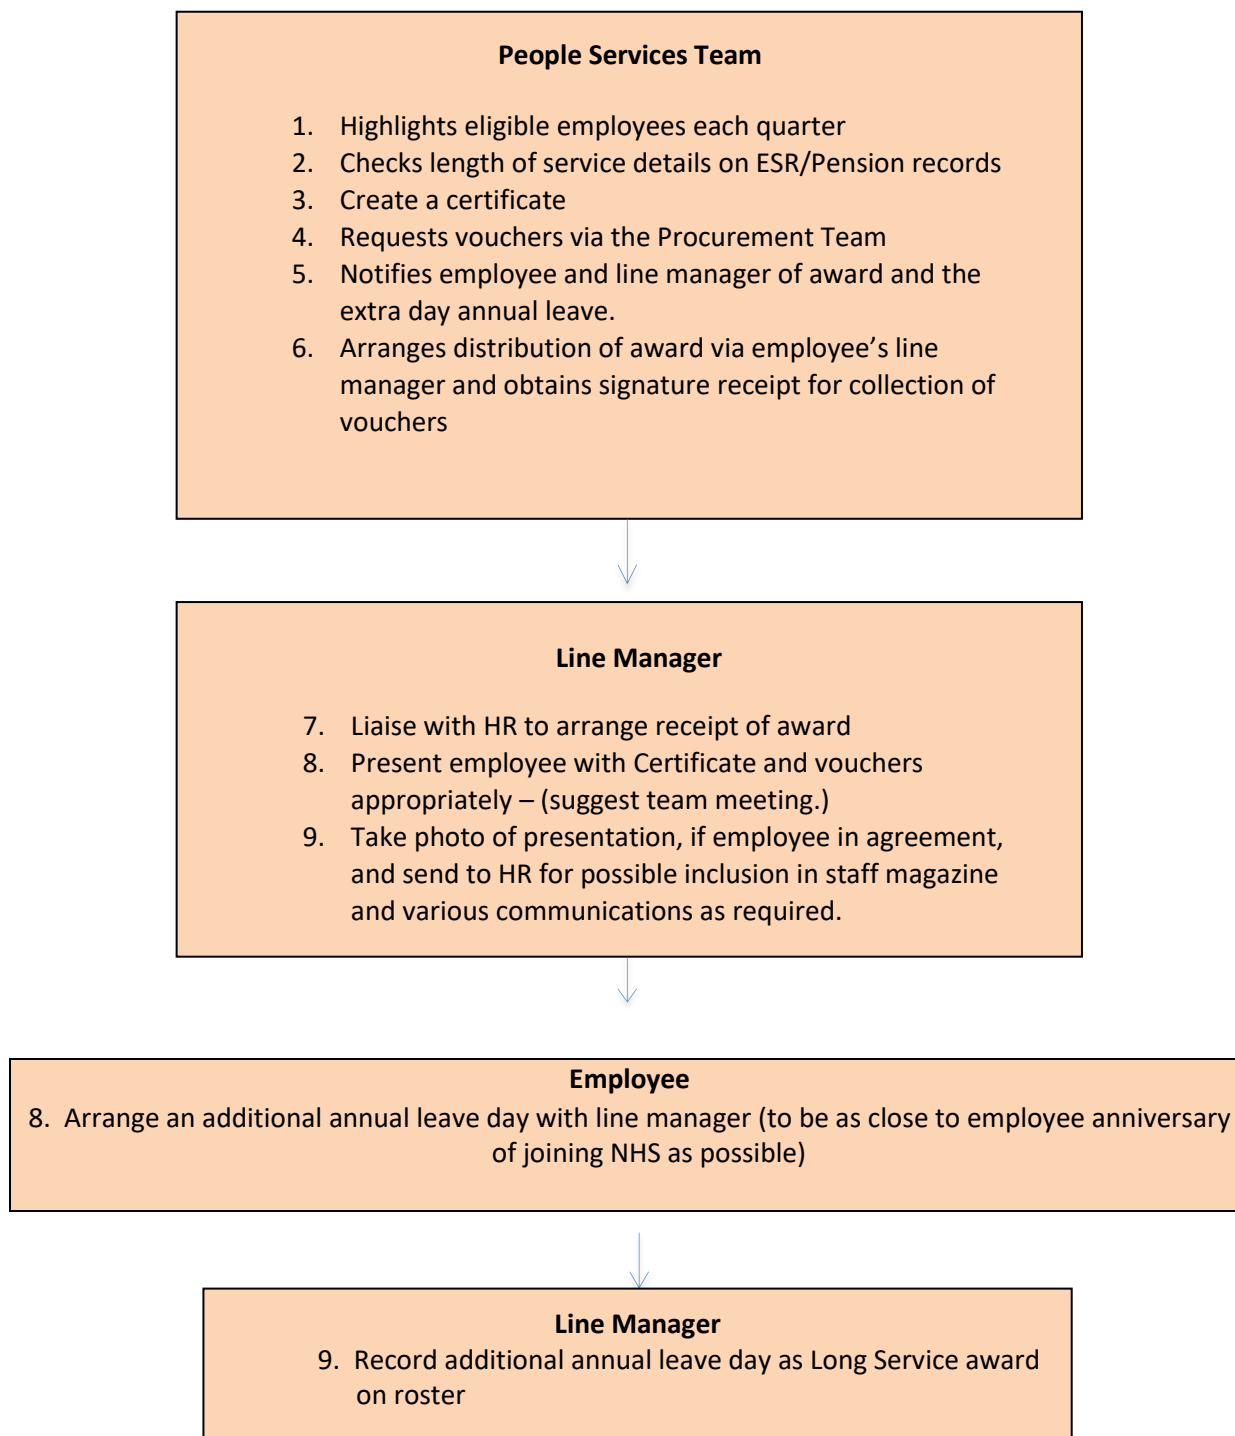 People Services Team
1. Highlights eligible employees each quarter
2. Checks length of service details on ESR/Pension records
3. Create a certificate
4. Requests vouchers via the Procurement Team
5. Notifies employee and line manager of award and the
extra day annual leave.
6. Arranges distribution of award via employee’s line
manager and obtains signature receipt for collection of
vouchers
Line Manager
7. Liaise with HR to arrange receipt of award
8. Present employee with Certificate and vouchers
appropriately – (suggest team meeting.)
9. Take photo of presentation, if employee in agreement,
and send to HR for possible inclusion in staff magazine
and various communications as required.
Employee
8. Arrange an additional annual leave day with line manager (to be as close to employee anniversary
of joining NHS as possible)
Line Manager
9. Record additional annual leave day as Long Service award
on roster